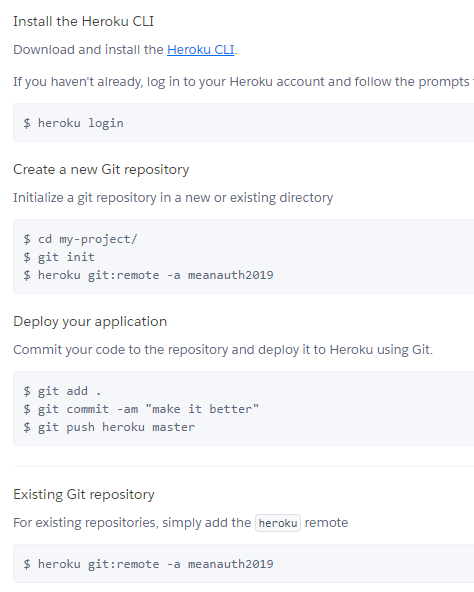 Install the Heroku CLI
Download and install the Heroku CLI.
If you haven't already, log in to your Heroku account and follow the prompts
$ heroku login
Create a new Git repository
Initialize a git repository in a new or existing directory
$ cd my-project/
$ git init
$ heroku git:remote -a meanauth2019
Deploy your application
Commit your code to the repository and deploy it to Heroku using Git.
$ git add .
$ git commit -am "make it better"
$ git push heroku master
Existing Git repository
For existing repositories, simply add the heroku remote
$ heroku git:remote -a meanauth2019